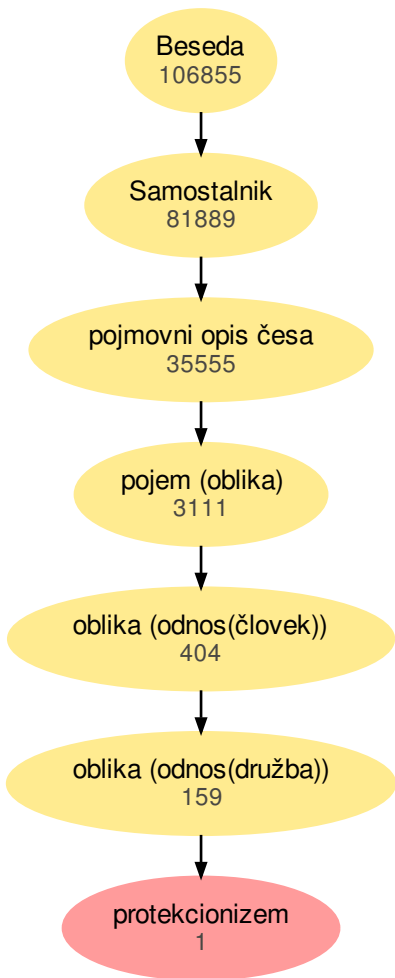 Beseda
106855
Samostalnik
81889
pojmovni opis česa
35555
pojem (oblika)
3111
oblika (odnos(človek))
404
oblika (odnos(družba))
159
protekcionizem
1